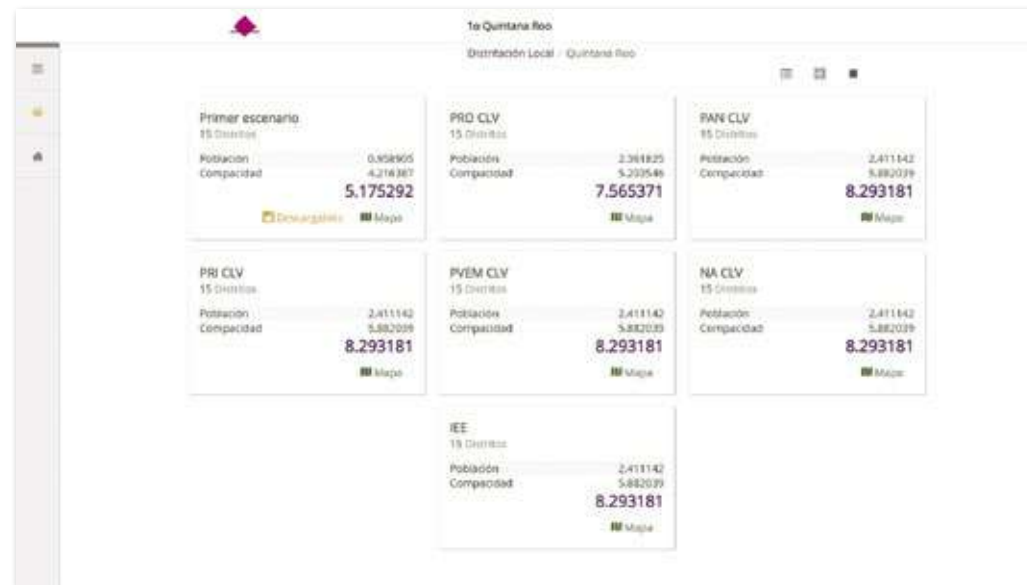 1o Quintana Roo
Distritación Local / Quintana Roo
Primer escenario
15 Distritos
Población 0.958905
Compacidad 4.216387
5.175292
Descargables Mapa
PRD CLV
15 Distritos
Población 2.361825
Compacidad 5.203546
7.565371
Mapa
PAN CLV
15 Distritos
Población 2.411142
Compacidad 5.882039
8.293181
Mapa
PRI CLV
15 Distritos
Población 2.411142
Compacidad 5.882039
8.293181
Mapa
PVEM CLV
15 Distritos
Población 2.411142
Compacidad 5.882039
8.293181
Mapa
NA CLV
15 Distritos
Población 2.411142
Compacidad 5.882039
8.293181
Mapa
IEE
15 Distritos
Población 2.411142
Compacidad 5.882039
8.293181
Mapa